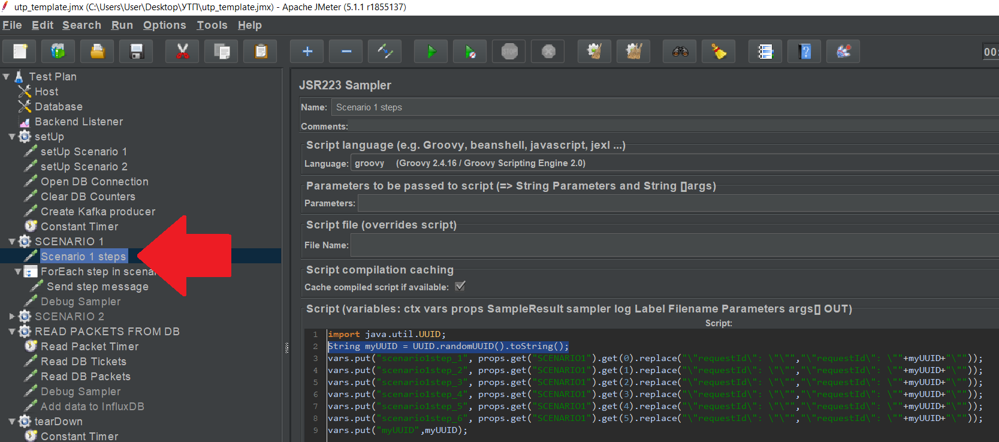 utp_template.jmx (C:\Users\User\Desktop\УТП\utp_template.jmx) - Apache JMeter (5.1.1 r1855137)
File Edit Search Run Options Tools Help
STOP
00:
Test Plan
Host
Database
Backend Listener
setUp
setUp Scenario 1
setUp Scenario 2
Open DB Connection
Clear DB Counters
Create Kafka producer
Constant Timer
SCENARIO 1
Scenario 1 steps
ForEach step in scenar
Send step message
Debug Sampler
SCENARIO 2
READ PACKETS FROM DB
Read Packet Timer
Read DB Tickets
Read DB Packets
Debug Sampler
Add data to InfluxDB
tearDown
Constant Timer
JSR223 Sampler
Name: Scenario 1 steps
Comments:
Script language (e.g. Groovy, beanshell, javascript, jexl ...)
Language: groovy (Groovy 2.4.16 / Groovy Scripting Engine 2.0)
Parameters to be passed to script (=> String Parameters and String []args)
Parameters:
Script file (overrides script)
File Name:
Script compilation caching
Cache compiled script if available:
Script (variables: ctx vars props SampleResult sampler log Label Filename Parameters args[] OUT)
Script:
1 import java.util.UUID;
2 String myUUID = UUID.randomUUID().toString();
3 vars.put("scenario1step_1", props.get("SCENARIO1").get(0).replace("\"requestId\": \"\"","\"requestId\": \""+myUUID+"\""));
4 vars.put("scenario1step_2", props.get("SCENARIO1").get(1).replace("\"requestId\": \"\"","\"requestId\": \""+myUUID+"\""));
5 vars.put("scenario1step_3", props.get("SCENARIO1").get(2).replace("\"requestId\": \"\"","\"requestId\": \""+myUUID+"\""));
6 vars.put("scenario1step_4", props.get("SCENARIO1").get(3).replace("\"requestId\": \"\"","\"requestId\": \""+myUUID+"\""));
7 vars.put("scenario1step_5", props.get("SCENARIO1").get(4).replace("\"requestId\": \"\"","\"requestId\": \""+myUUID+"\""));
8 vars.put("scenario1step_6", props.get("SCENARIO1").get(5).replace("\"requestId\": \"\"","\"requestId\": \""+myUUID+"\""));
9 vars.put("myUUID",myUUID);